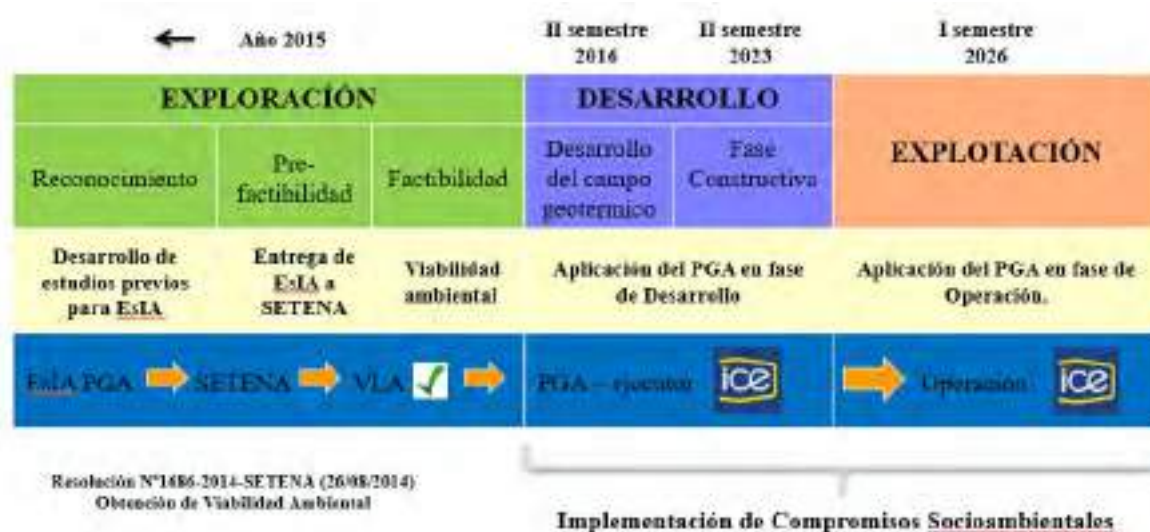 ← Año 2015
II semestre
2016
II semestre
2023
I semestre
2026
EXPLORACIÓN
DESARROLLO
EXPLOTACIÓN
Reconocimiento
Pre-
factibilidad
Factibilidad
Desarrollo
del campo
geotermico
Fase
Constructiva
Desarrollo de
estudios previos
para EsIA
Entrega de
EsIA a
SETENA
Viabilidad
ambiental
Aplicación del PGA en fase
de Desarrollo
Aplicación del PGA en fase de
Operación.
EsIA PGA
SETENA
VLA
PGA – ejecutor
ice
Operación
ice
Resolución N°1686-2014-SETENA (26/08/2014)
Obtención de Viabilidad Ambiental
Implementación de Compromisos Socioambientales